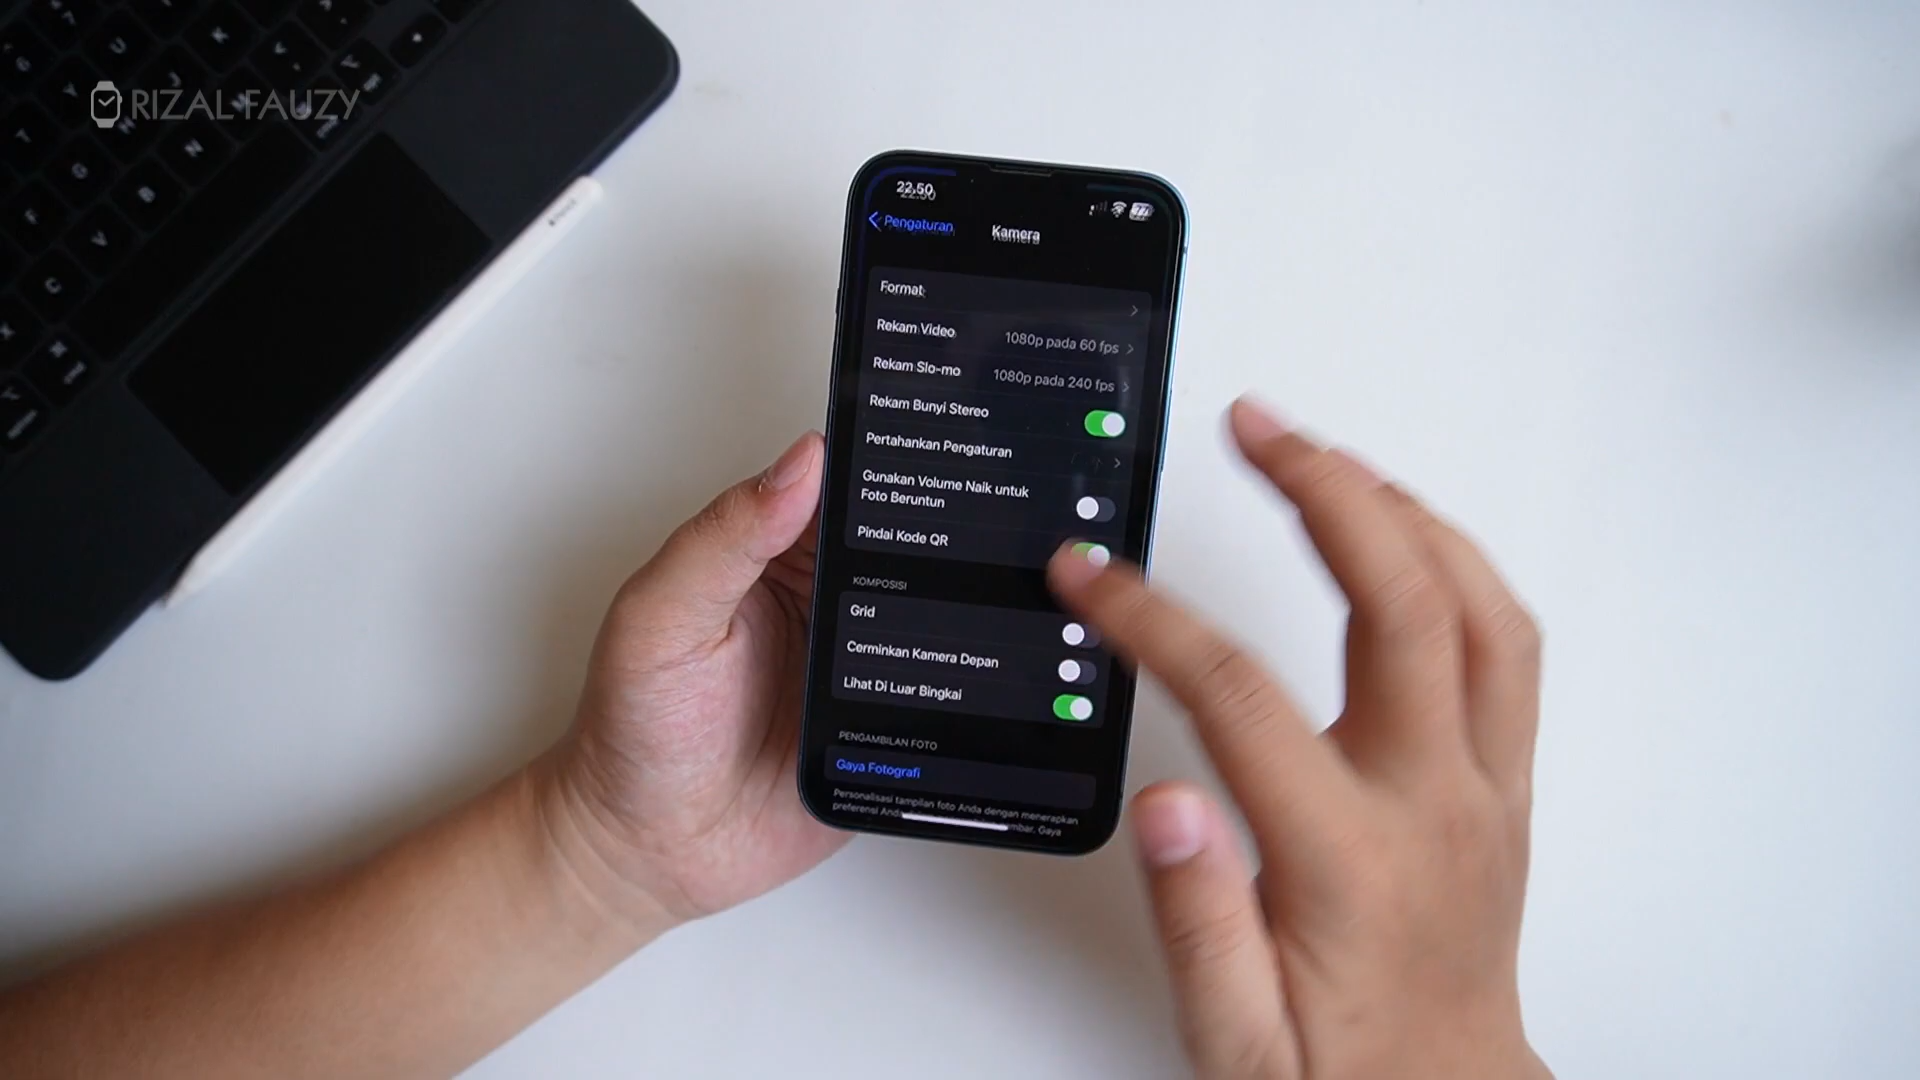 RIZAL FAUZY
22.50
Pengaturan
Kamera
Format
Rekam Video 1080p pada 60 fps
Rekam Slo-mo 1080p pada 240 fps
Rekam Bunyi Stereo
Pertahankan Pengaturan
Gunakan Volume Naik untuk
Foto Beruntun
Pindai Kode QR
KOMPOSISI
Grid
Cerminkan Kamera Depan
Lihat Di Luar Bingkai
PENGAMBILAN FOTO
Gaya Fotografi
Personalisasi tampilan foto Anda dengan menerapkan
preferensi Gaya